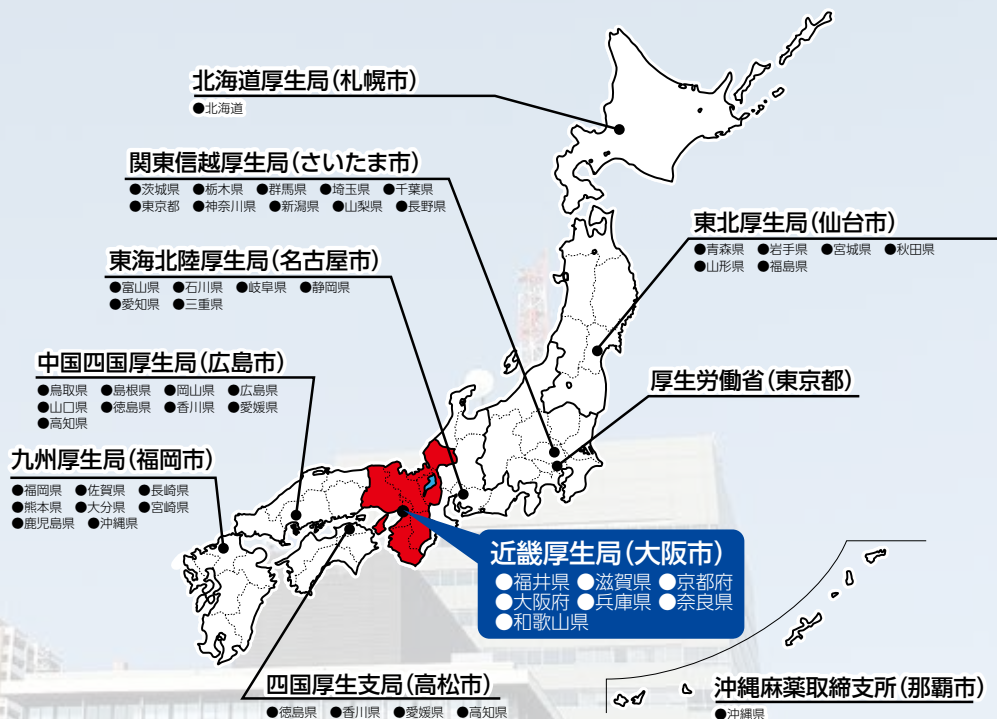 北海道厚生局(札幌市)
●北海道
関東信越厚生局(さいたま市)
●茨城県 ●栃木県 ●群馬県 ●埼玉県 ●千葉県
●東京都 ●神奈川県 ●新潟県 ●山梨県 ●長野県
東北厚生局(仙台市)
●青森県 ●岩手県 ●宮城県 ●秋田県
●山形県 ●福島県
東海北陸厚生局(名古屋市)
●富山県 ●石川県 ●岐阜県 ●静岡県
●愛知県 ●三重県
中国四国厚生局(広島市)
●鳥取県 ●島根県 ●岡山県 ●広島県
●山口県 ●徳島県 ●香川県 ●愛媛県
●高知県
厚生労働省(東京都)
九州厚生局(福岡市)
●福岡県 ●佐賀県 ●長崎県
●熊本県 ●大分県 ●宮崎県
●鹿児島県 ●沖縄県
近畿厚生局(大阪市)
●福井県 ●滋賀県 ●京都府
●大阪府 ●兵庫県 ●奈良県
●和歌山県
四国厚生支局(高松市)
●徳島県 ●香川県 ●愛媛県 ●高知県
沖縄麻薬取締支所(那覇市)
●沖縄県